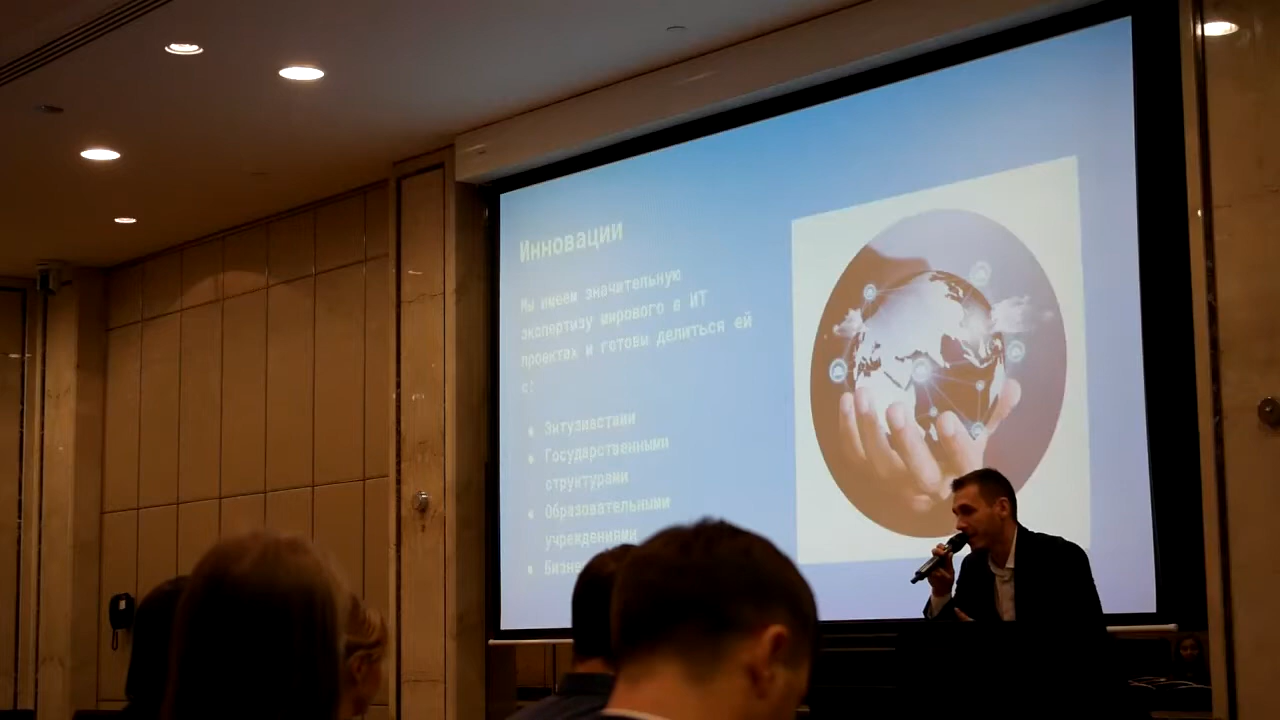 Инновации
Мы имеем значительную
экспертизу мирового в ИТ
проектах и готовы делиться ей
с:
● Энтузиастами
● Государственными
структурами
● Образовательными
учреждениями
●